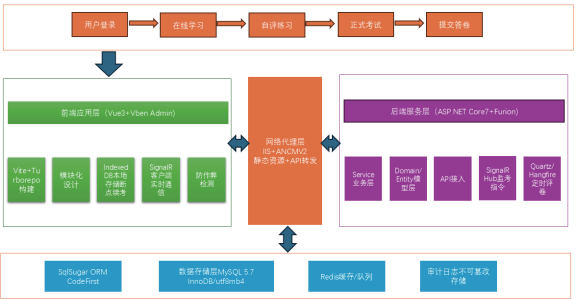 用户登录
在线学习
自评练习
正式考试
提交答卷
前端应用层（Vue3+Vben Admin)
Vite+Tu
rborepo
构建
模块化
设计
Indexed
DB本地
存储断
点续考
SignalR
客户端
实时通
信
防作弊
检测
网络代理层
IIS+ANCMV2
静态资源+API转发
后端服务层（ASP.NET Core7+Furion)
Service
业务层
Domain/
Entity模
型层
API接入
SignalR
Hub监考
指令
Quartz/
Hangfire
定时评
卷
SqlSugar ORM
CodeFirst
数据存储层MySQL 5.7
InnoDB/utf8mb4
Redis缓存/队列
审计日志不可篡改
存储